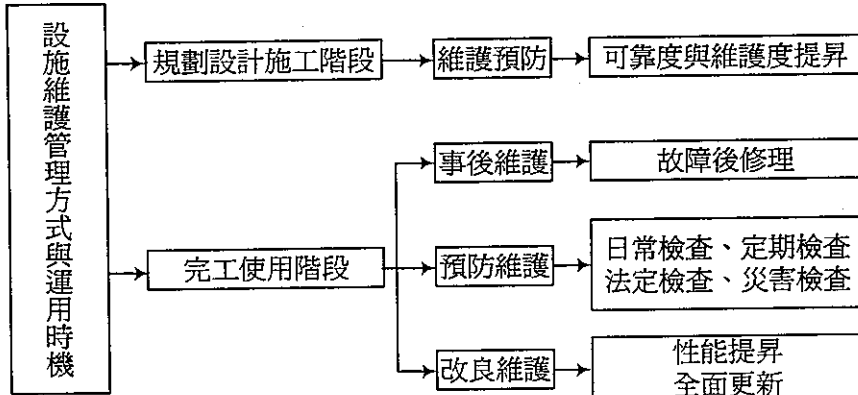 設施維護管理方式與運用時機
規劃設計施工階段
維護預防
可靠度與維護度提昇
事後維護
故障後修理
完工使用階段
預防維護
日常檢查、定期檢查
法定檢查、災害檢查
改良維護
性能提昇
全面更新